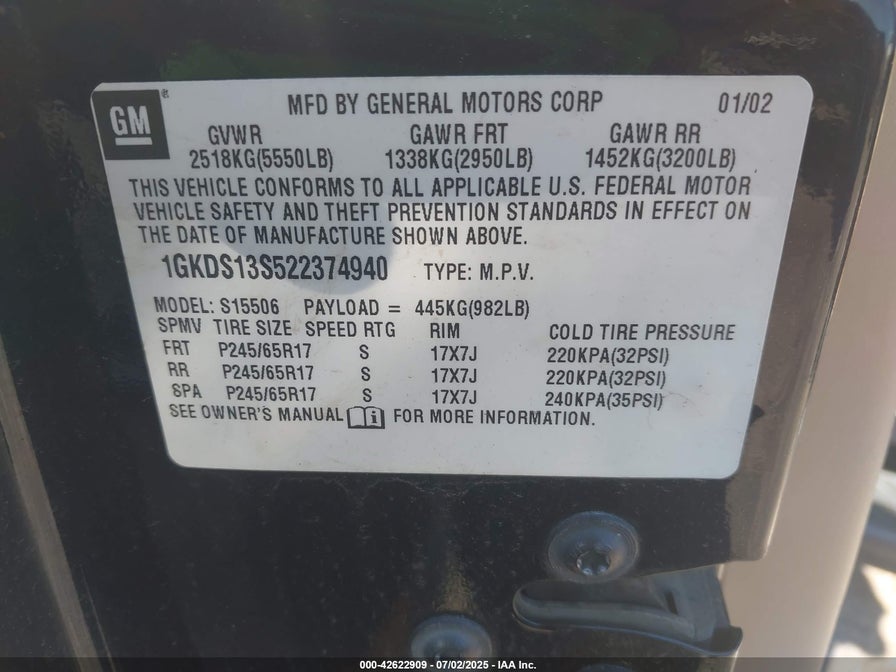 GM ® MFD BY GENERAL MOTORS CORP 01/02
GVWR GAWR FRT GAWR RR
2518KG(5550LB) 1338KG(2950LB) 1452KG(3200LB)
THIS VEHICLE CONFORMS TO ALL APPLICABLE U.S. FEDERAL MOTOR
VEHICLE SAFETY AND THEFT PREVENTION STANDARDS IN EFFECT ON
THE DATE OF MANUFACTURE SHOWN ABOVE.
1GKDS13S522374940 TYPE: M.P.V.
MODEL: S15506 PAYLOAD = 445KG(982LB)
SPMV TIRE SIZE SPEED RTG RIM COLD TIRE PRESSURE
FRT P245/65R17 S 17X7J 220KPA(32PSI)
RR P245/65R17 S 17X7J 220KPA(32PSI)
SPA P245/65R17 S 17X7J 240KPA(35PSI)
SEE OWNER'S MANUAL i FOR MORE INFORMATION.
000-42622909 - 07/02/2025 - IAA Inc.